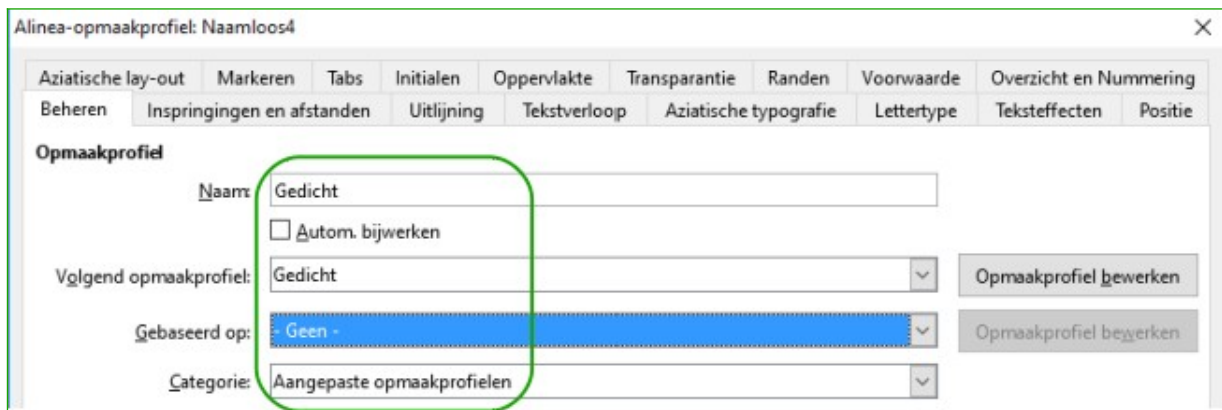 Alinea-opmaakprofiel: Naamloos4
Aziatische lay-out Markeren Tabs Initialen Oppervlakte Transparantie Randen Voorwaarde Overzicht en Nummering
Beheren Inspringingen en afstanden Uitlijning Tekstverloop Aziatische typografie Lettertype Teksteffecten Positie
Opmaakprofiel
Naam: Gedicht
Autom. bijwerken
Volgend opmaakprofiel: Gedicht Opmaakprofiel bewerken
Gebaseerd op: - Geen - Opmaakprofiel bewerken
Categorie: Aangepaste opmaakprofielen